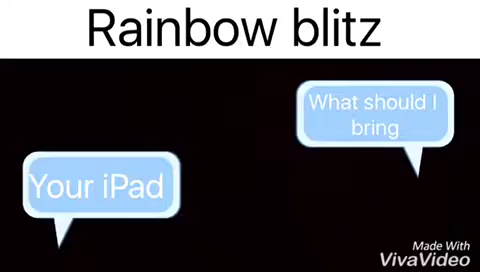 Rainbow blitz
What should I
bring
Your iPad
Made With
VivaVideo